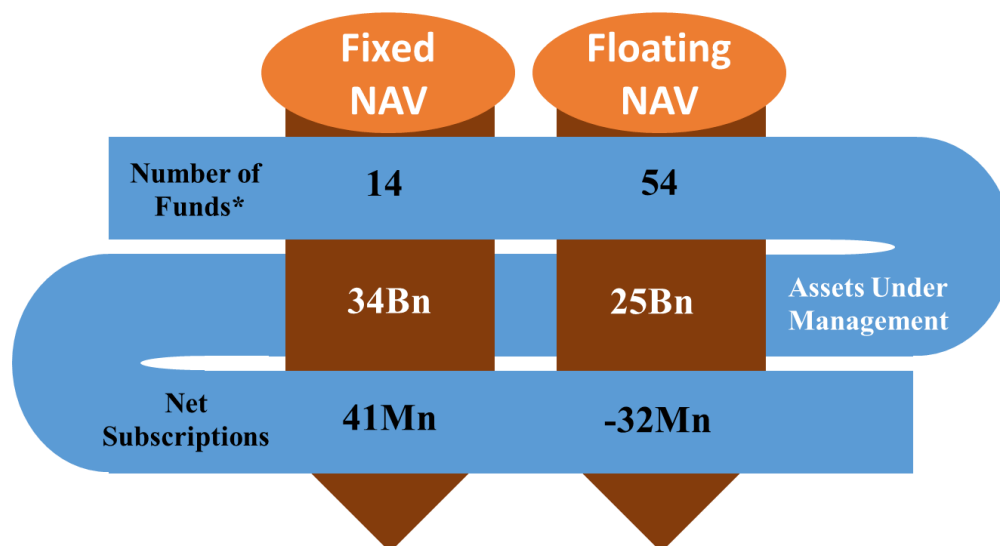 Fixed
NAV
Floating
NAV
Number of
Funds*
14
54
34Bn
25Bn
Assets Under
Management
Net
Subscriptions
41Mn
-32Mn